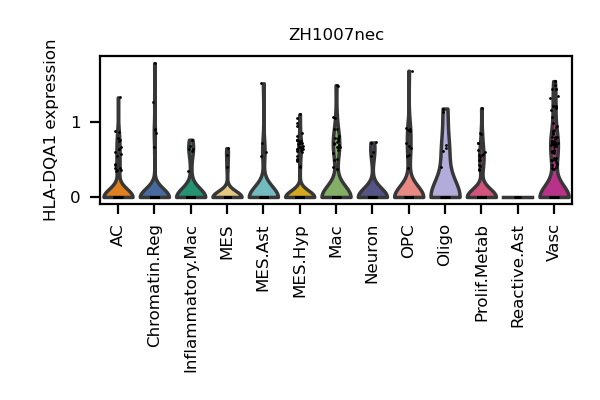 ZH1007nec
HLA-DQA1 expression
1
0
AC
Chromatin.Reg
Inflammatory.Mac
MES
MES.Ast
MES.Hyp
Mac
Neuron
OPC
Oligo
Prolif.Metab
Reactive.Ast
Vasc